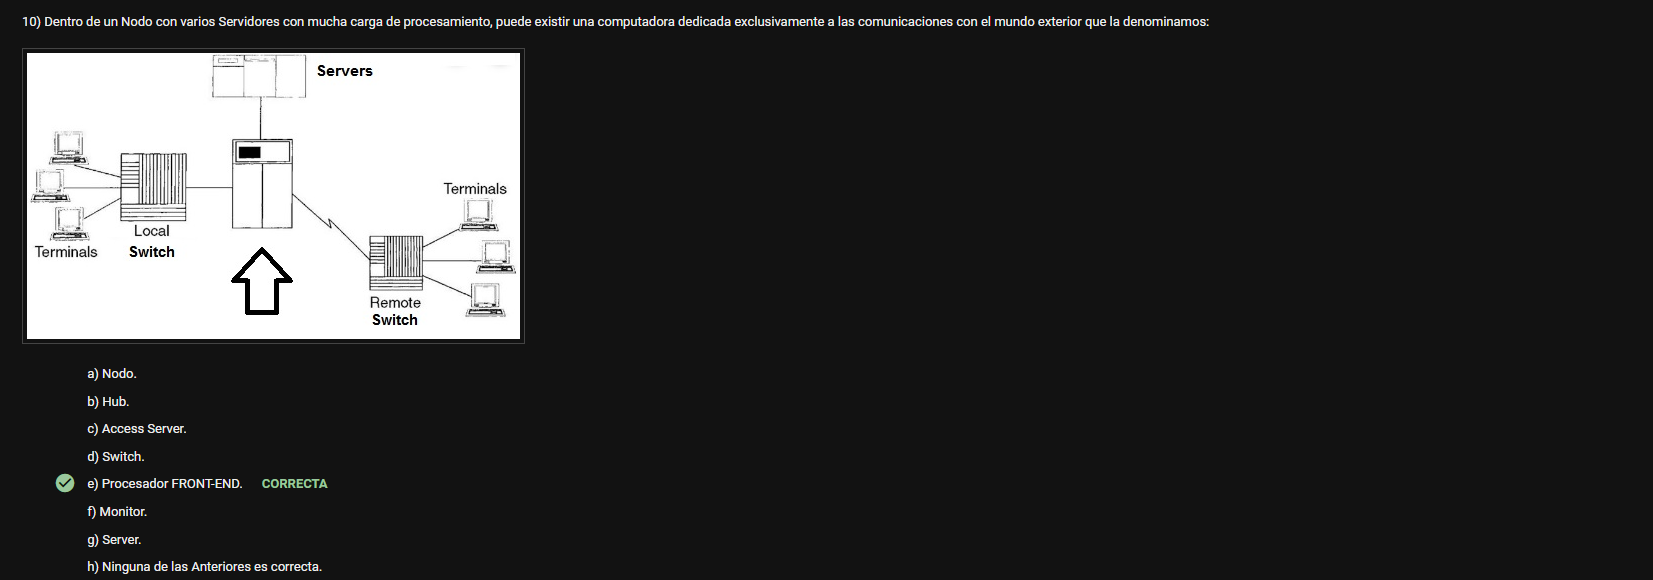 10) Dentro de un Nodo con varios Servidores con mucha carga de procesamiento, puede existir una computadora dedicada exclusivamente a las comunicaciones con el mundo exterior que la denominamos:
Servers
Terminals
Local
Switch
Terminals
Remote
Switch
a) Nodo.
b) Hub.
c) Access Server.
d) Switch.
e) Procesador FRONT-END. CORRECTA
f) Monitor.
g) Server.
h) Ninguna de las Anteriores es correcta.